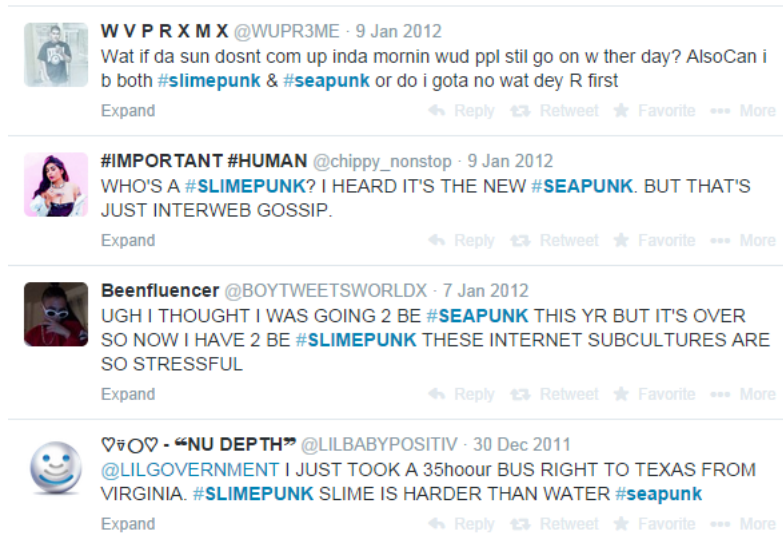 W V P R X M X @WUPR3ME · 9 Jan 2012
Wat if da sun dosnt com up inda mornin wud ppl stil go on w ther day? AlsoCan i
b both #slimepunk & #seapunk or do i gota no wat dey R first
Expand Reply Retweet Favorite More
#IMPORTANT #HUMAN @chippy_nonstop · 9 Jan 2012
WHO'S A #SLIMEPUNK? I HEARD IT'S THE NEW #SEAPUNK. BUT THAT'S
JUST INTERWEB GOSSIP.
Expand Reply Retweet Favorite More
Beenfluencer @BOYTWEETSWORLDX · 7 Jan 2012
UGH I THOUGHT I WAS GOING 2 BE #SEAPUNK THIS YR BUT IT'S OVER
SO NOW I HAVE 2 BE #SLIMEPUNK THESE INTERNET SUBCULTURES ARE
SO STRESSFUL
Expand Reply Retweet Favorite More
♡ ◯♡ - ❝NU DEPTH❞ @LILBABYPOSITIV · 30 Dec 2011
@LILGOVERNMENT I JUST TOOK A 35hoour BUS RIGHT TO TEXAS FROM
VIRGINIA. #SLIMEPUNK SLIME IS HARDER THAN WATER #seapunk
Expand Reply Retweet Favorite More